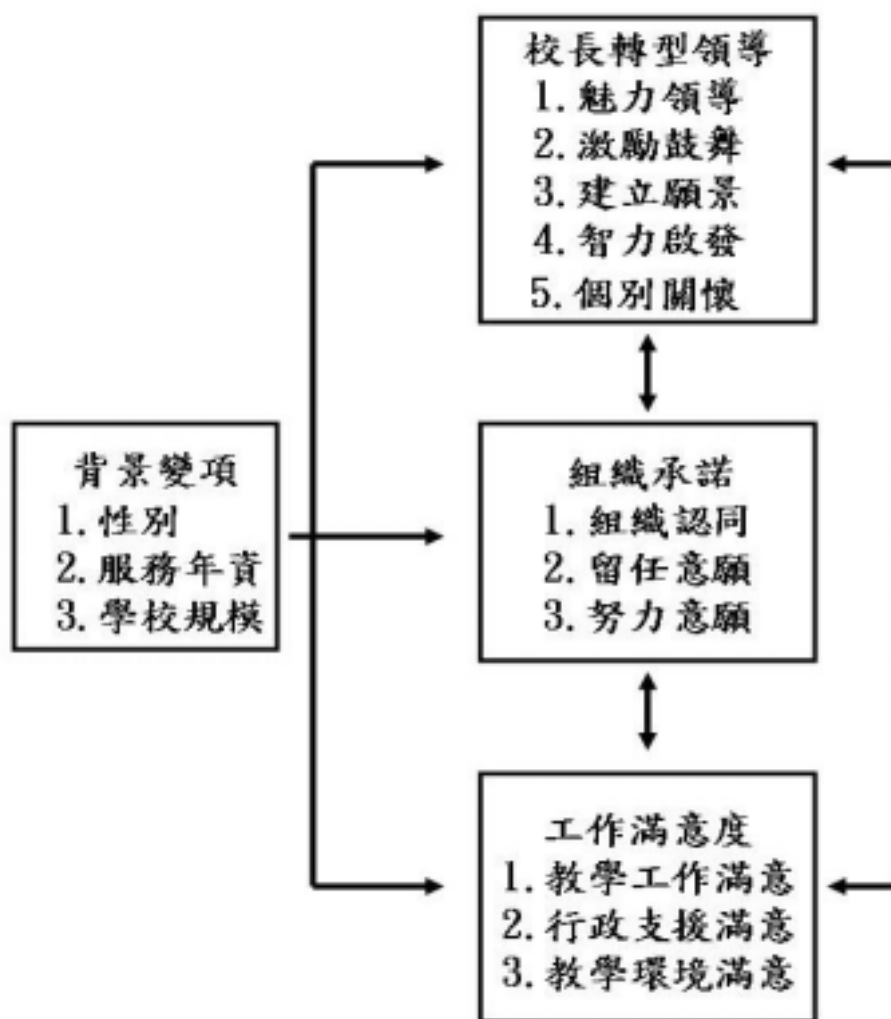 校長轉型領導
1. 魅力領導
2. 激勵鼓舞
3. 建立願景
4. 智力啟發
5. 個別關懷
背景變項
1. 性別
2. 服務年資
3. 學校規模
組織承諾
1. 組織認同
2. 留任意願
3. 努力意願
工作滿意度
1. 教學工作滿意
2. 行政支援滿意
3. 教學環境滿意